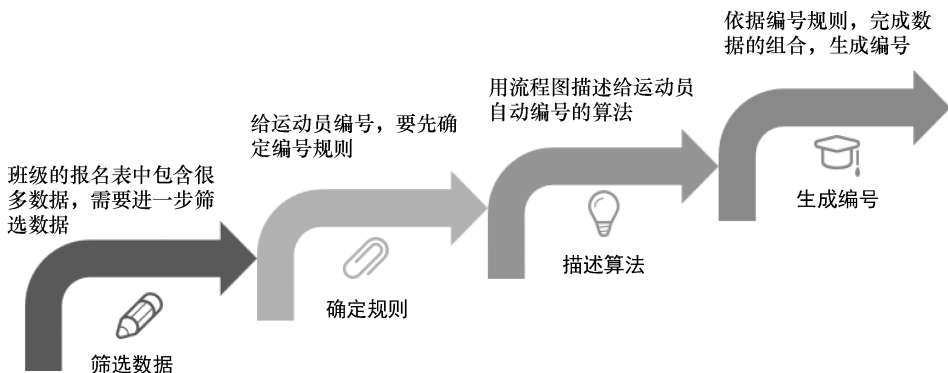 班级的报名表中包含很
多数据，需要进一步筛
选数据
筛选数据
给运动员编号，要先确
定编号规则
确定规则
用流程图描述给运动员
自动编号的算法
描述算法
依据编号规则，完成数
据的组合，生成编号
生成编号